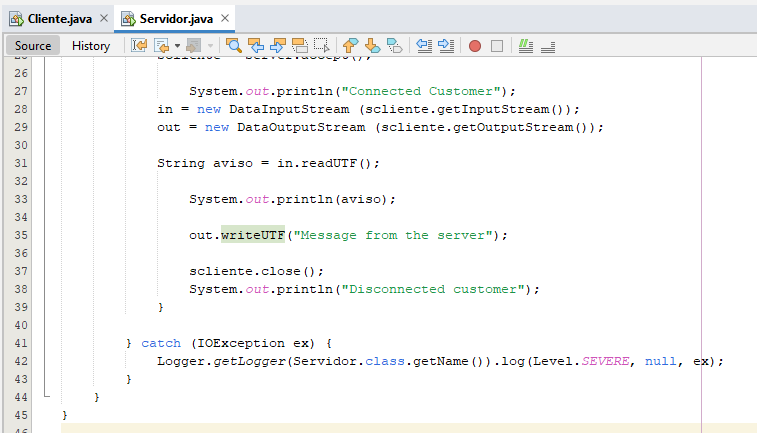 Cliente.java × Servidor.java ×
Source History
26
27 System.out.println("Connected Customer");
28 in = new DataInputStream (scliente.getInputStream());
29 out = new DataOutputStream (scliente.getOutputStream());
30
31 String aviso = in.readUTF();
32
33 System.out.println(aviso);
34
35 out.writeUTF("Message from the server");
36
37 scliente.close();
38 System.out.println("Disconnected customer");
39 }
40
41 } catch (IOException ex) {
42 Logger.getLogger(Servidor.class.getName()).log(Level.SEVERE, null, ex);
43 }
44 }
45 }